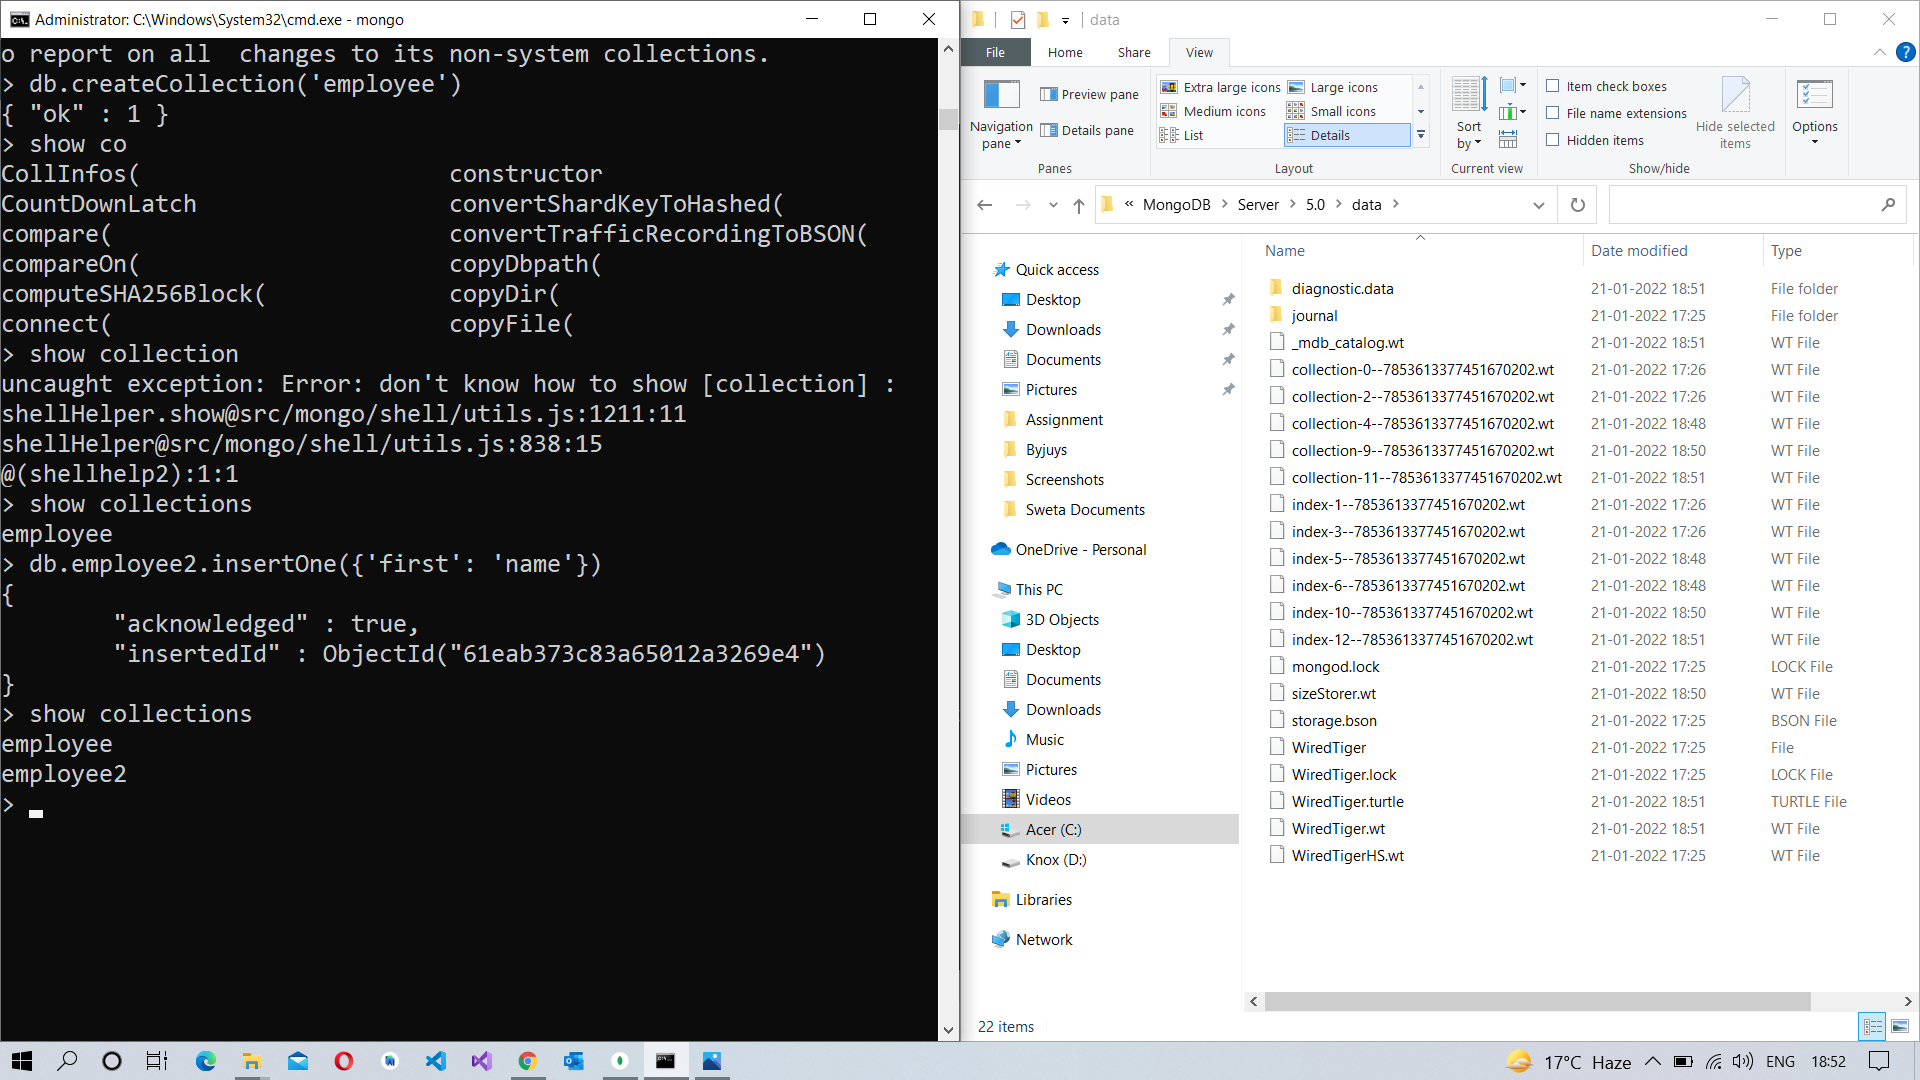 Administrator: C:\Windows\System32\cmd.exe - mongo
o report on all  changes to its non-system collections.
> db.createCollection('employee')
{ "ok" : 1 }
> show co
CollInfos(                      constructor
CountDownLatch                  convertShardKeyToHashed(
compare(                        convertTrafficRecordingToBSON(
compareOn(                      copyDbpath(
computeSHA256Block(             copyDir(
connect(                        copyFile(
> show collection
uncaught exception: Error: don't know how to show [collection] :
shellHelper.show@src/mongo/shell/utils.js:1211:11
shellHelper@src/mongo/shell/utils.js:838:15
@(shellhelp2):1:1
> show collections
employee
> db.employee2.insertOne({'first': 'name'})
{
        "acknowledged" : true,
        "insertedId" : ObjectId("61eab373c83a65012a3269e4")
}
> show collections
employee
employee2
>
data
File Home Share View
Navigation pane
Preview pane
Details pane
Panes
Extra large icons Large icons
Medium icons Small icons
List Details
Layout
Sort by
Current view
Item check boxes
File name extensions
Hidden items
Hide selected items
Show/hide
Options
« MongoDB > Server > 5.0 > data >
Quick access
Desktop
Downloads
Documents
Pictures
Assignment
Byjuys
Screenshots
Sweta Documents
OneDrive - Personal
This PC
3D Objects
Desktop
Documents
Downloads
Music
Pictures
Videos
Acer (C:)
Knox (D:)
Libraries
Network
Name Date modified Type
diagnostic.data 21-01-2022 18:51 File folder
journal 21-01-2022 17:25 File folder
_mdb_catalog.wt 21-01-2022 18:51 WT File
collection-0--7853613377451670202.wt 21-01-2022 17:26 WT File
collection-2--7853613377451670202.wt 21-01-2022 17:26 WT File
collection-4--7853613377451670202.wt 21-01-2022 18:48 WT File
collection-9--7853613377451670202.wt 21-01-2022 18:50 WT File
collection-11--7853613377451670202.wt 21-01-2022 18:51 WT File
index-1--7853613377451670202.wt 21-01-2022 17:26 WT File
index-3--7853613377451670202.wt 21-01-2022 17:26 WT File
index-5--7853613377451670202.wt 21-01-2022 18:48 WT File
index-6--7853613377451670202.wt 21-01-2022 18:48 WT File
index-10--7853613377451670202.wt 21-01-2022 18:50 WT File
index-12--7853613377451670202.wt 21-01-2022 18:51 WT File
mongod.lock 21-01-2022 17:25 LOCK File
sizeStorer.wt 21-01-2022 18:50 WT File
storage.bson 21-01-2022 17:25 BSON File
WiredTiger 21-01-2022 17:25 File
WiredTiger.lock 21-01-2022 17:25 LOCK File
WiredTiger.turtle 21-01-2022 18:51 TURTLE File
WiredTiger.wt 21-01-2022 18:51 WT File
WiredTigerHS.wt 21-01-2022 17:25 WT File
22 items
17°C Haze ENG 18:52